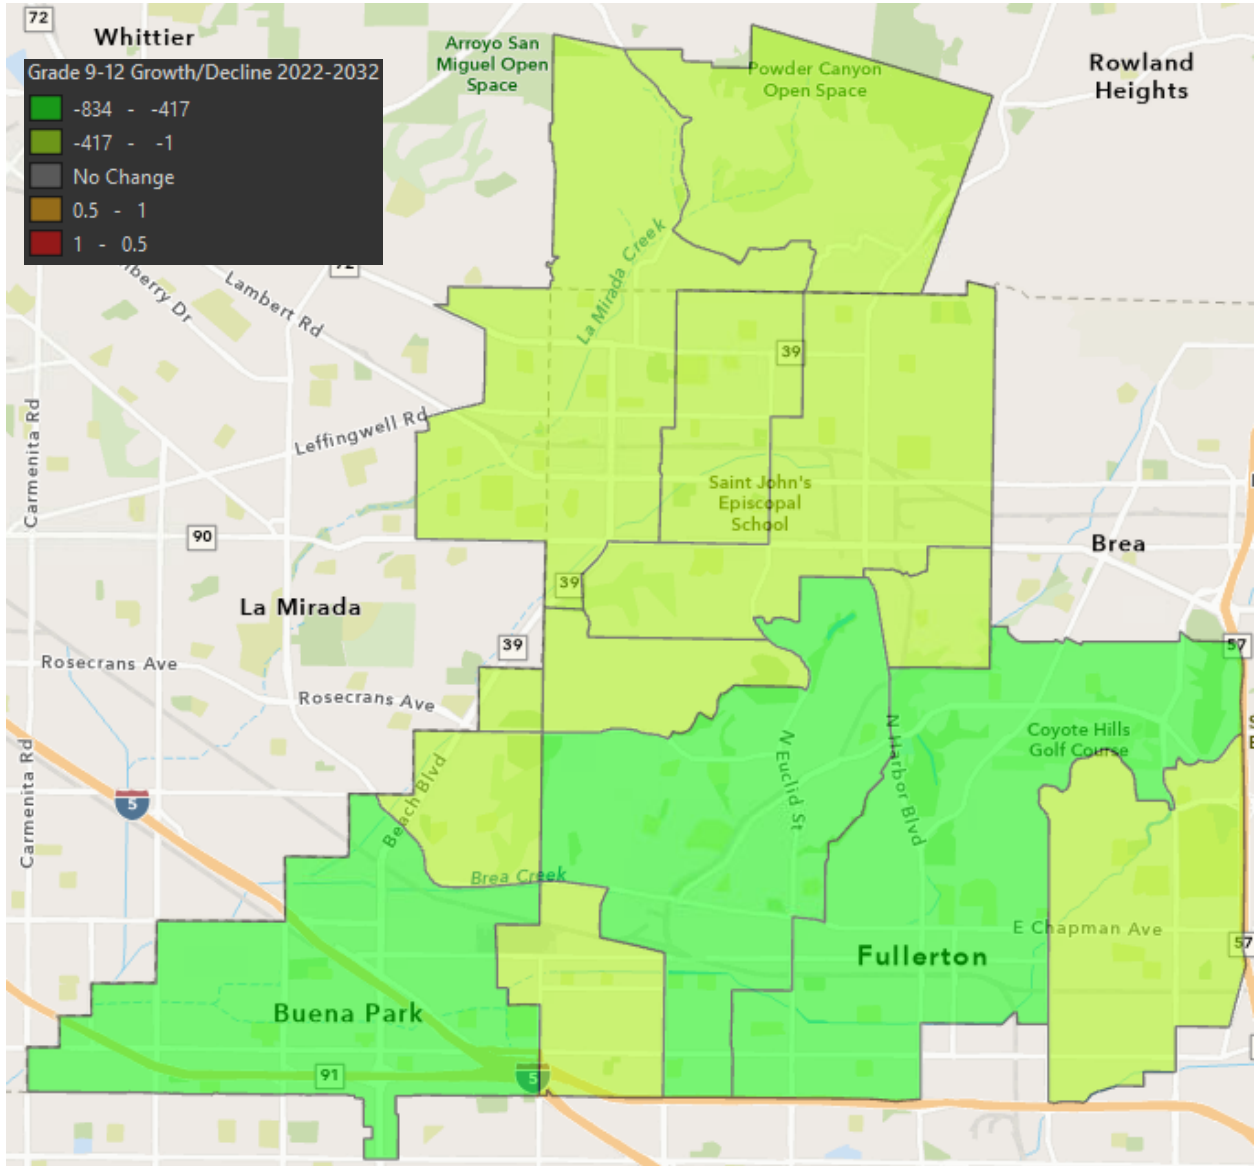 72
Whittier
Arroyo San
Miguel Open
Space
Powder Canyon
Open Space
Rowland
Heights
Grade 9-12 Growth/Decline 2022-2032
-834 - -417
-417 - -1
No Change
0.5 - 1
1 - 0.5
72
Lambert Rd
La Mirada Creek
39
Leffingwell Rd
Carmenita Rd
Saint John's
Episcopal
School
90
Brea
39
La Mirada
39
57
Rosecrans Ave
Rosecrans Ave
N Harbor Blvd
Coyote Hills
Golf Course
N Euclid St
Carmenita Rd
5
Beach Blvd
Brea Creek
E Chapman Ave
57
Fullerton
Buena Park
91
5